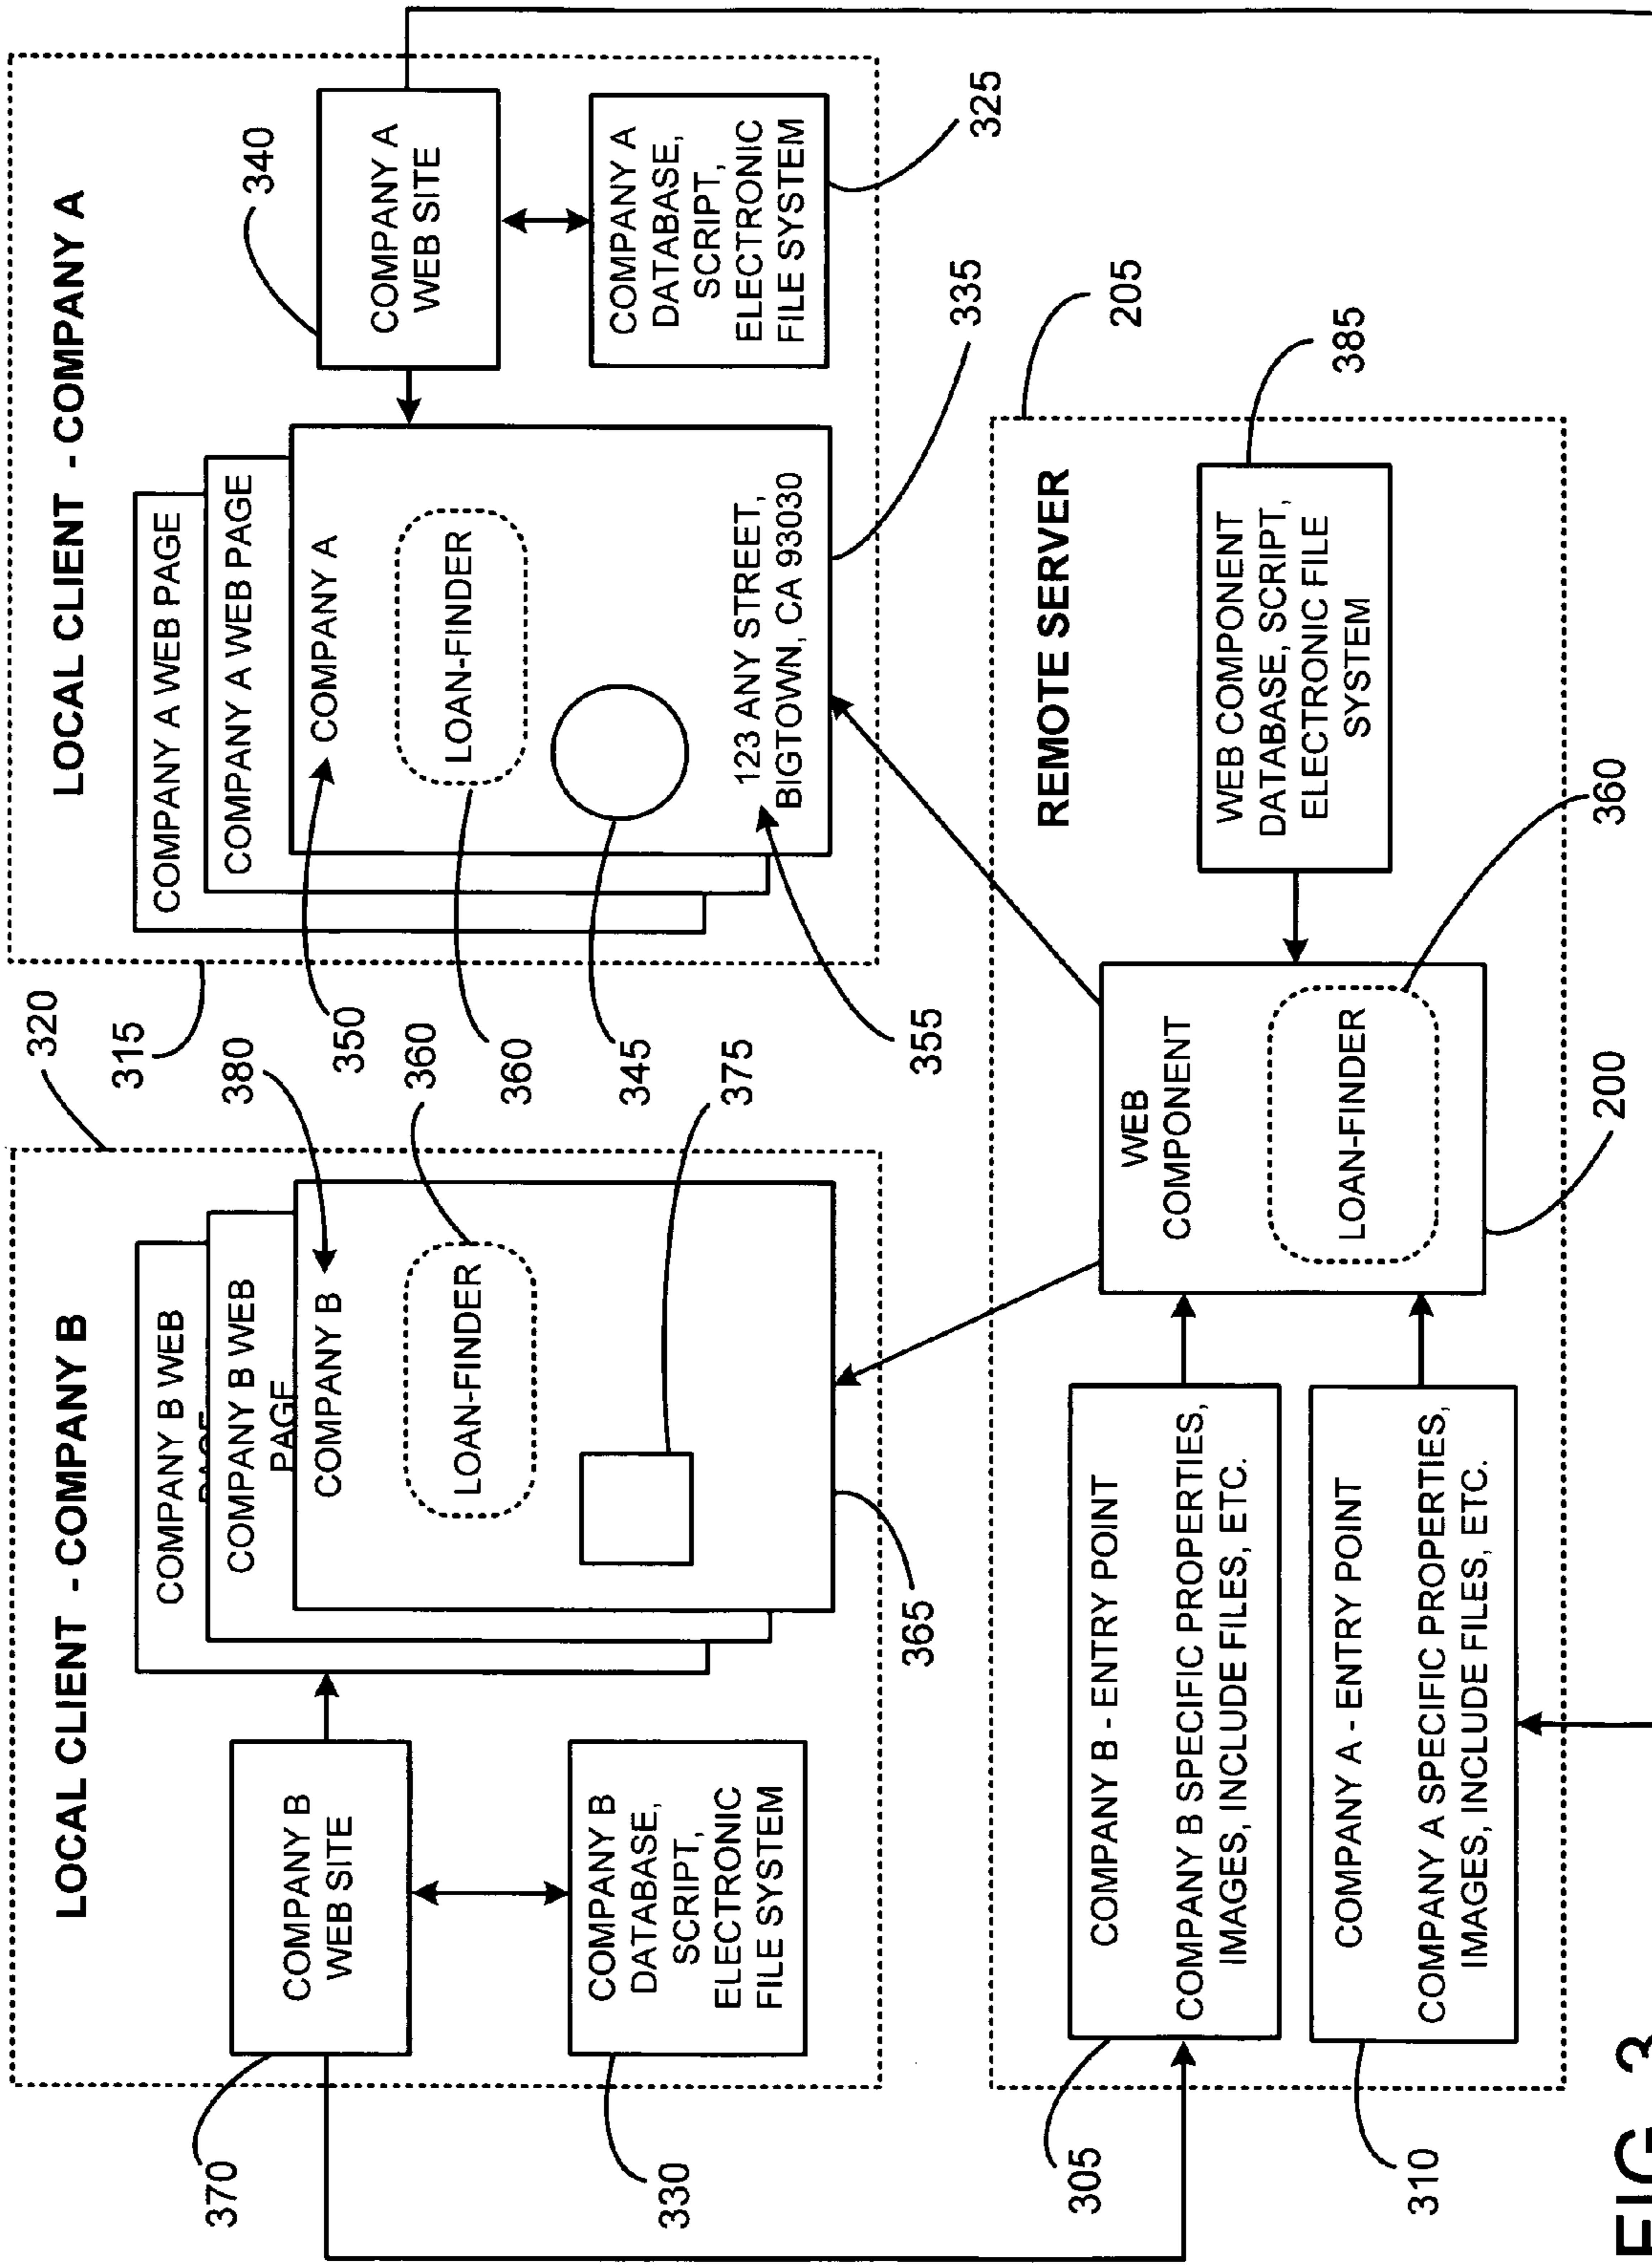 LOCAL CLIENT - COMPANY B
320
370
COMPANY B
WEB SITE
COMPANY B WEB
COMPANY B WEB
PAGE
COMPANY B
380
LOAN-FINDER
360
375
365
330
COMPANY B
DATABASE,
SCRIPT,
ELECTRONIC
FILE SYSTEM
LOCAL CLIENT - COMPANY A
315
COMPANY A WEB PAGE
COMPANY A WEB PAGE
350
COMPANY A
360
LOAN-FINDER
345
355
123 ANY STREET,
BIGTOWN, CA 93030
340
COMPANY A
WEB SITE
COMPANY A
DATABASE,
SCRIPT,
ELECTRONIC
FILE SYSTEM
325
335
REMOTE SERVER
205
305
COMPANY B - ENTRY POINT
COMPANY B SPECIFIC PROPERTIES,
IMAGES, INCLUDE FILES, ETC.
310
COMPANY A - ENTRY POINT
COMPANY A SPECIFIC PROPERTIES,
IMAGES, INCLUDE FILES, ETC.
WEB
COMPONENT
LOAN-FINDER
200
360
WEB COMPONENT
DATABASE, SCRIPT,
ELECTRONIC FILE
SYSTEM
385
FIG. 3